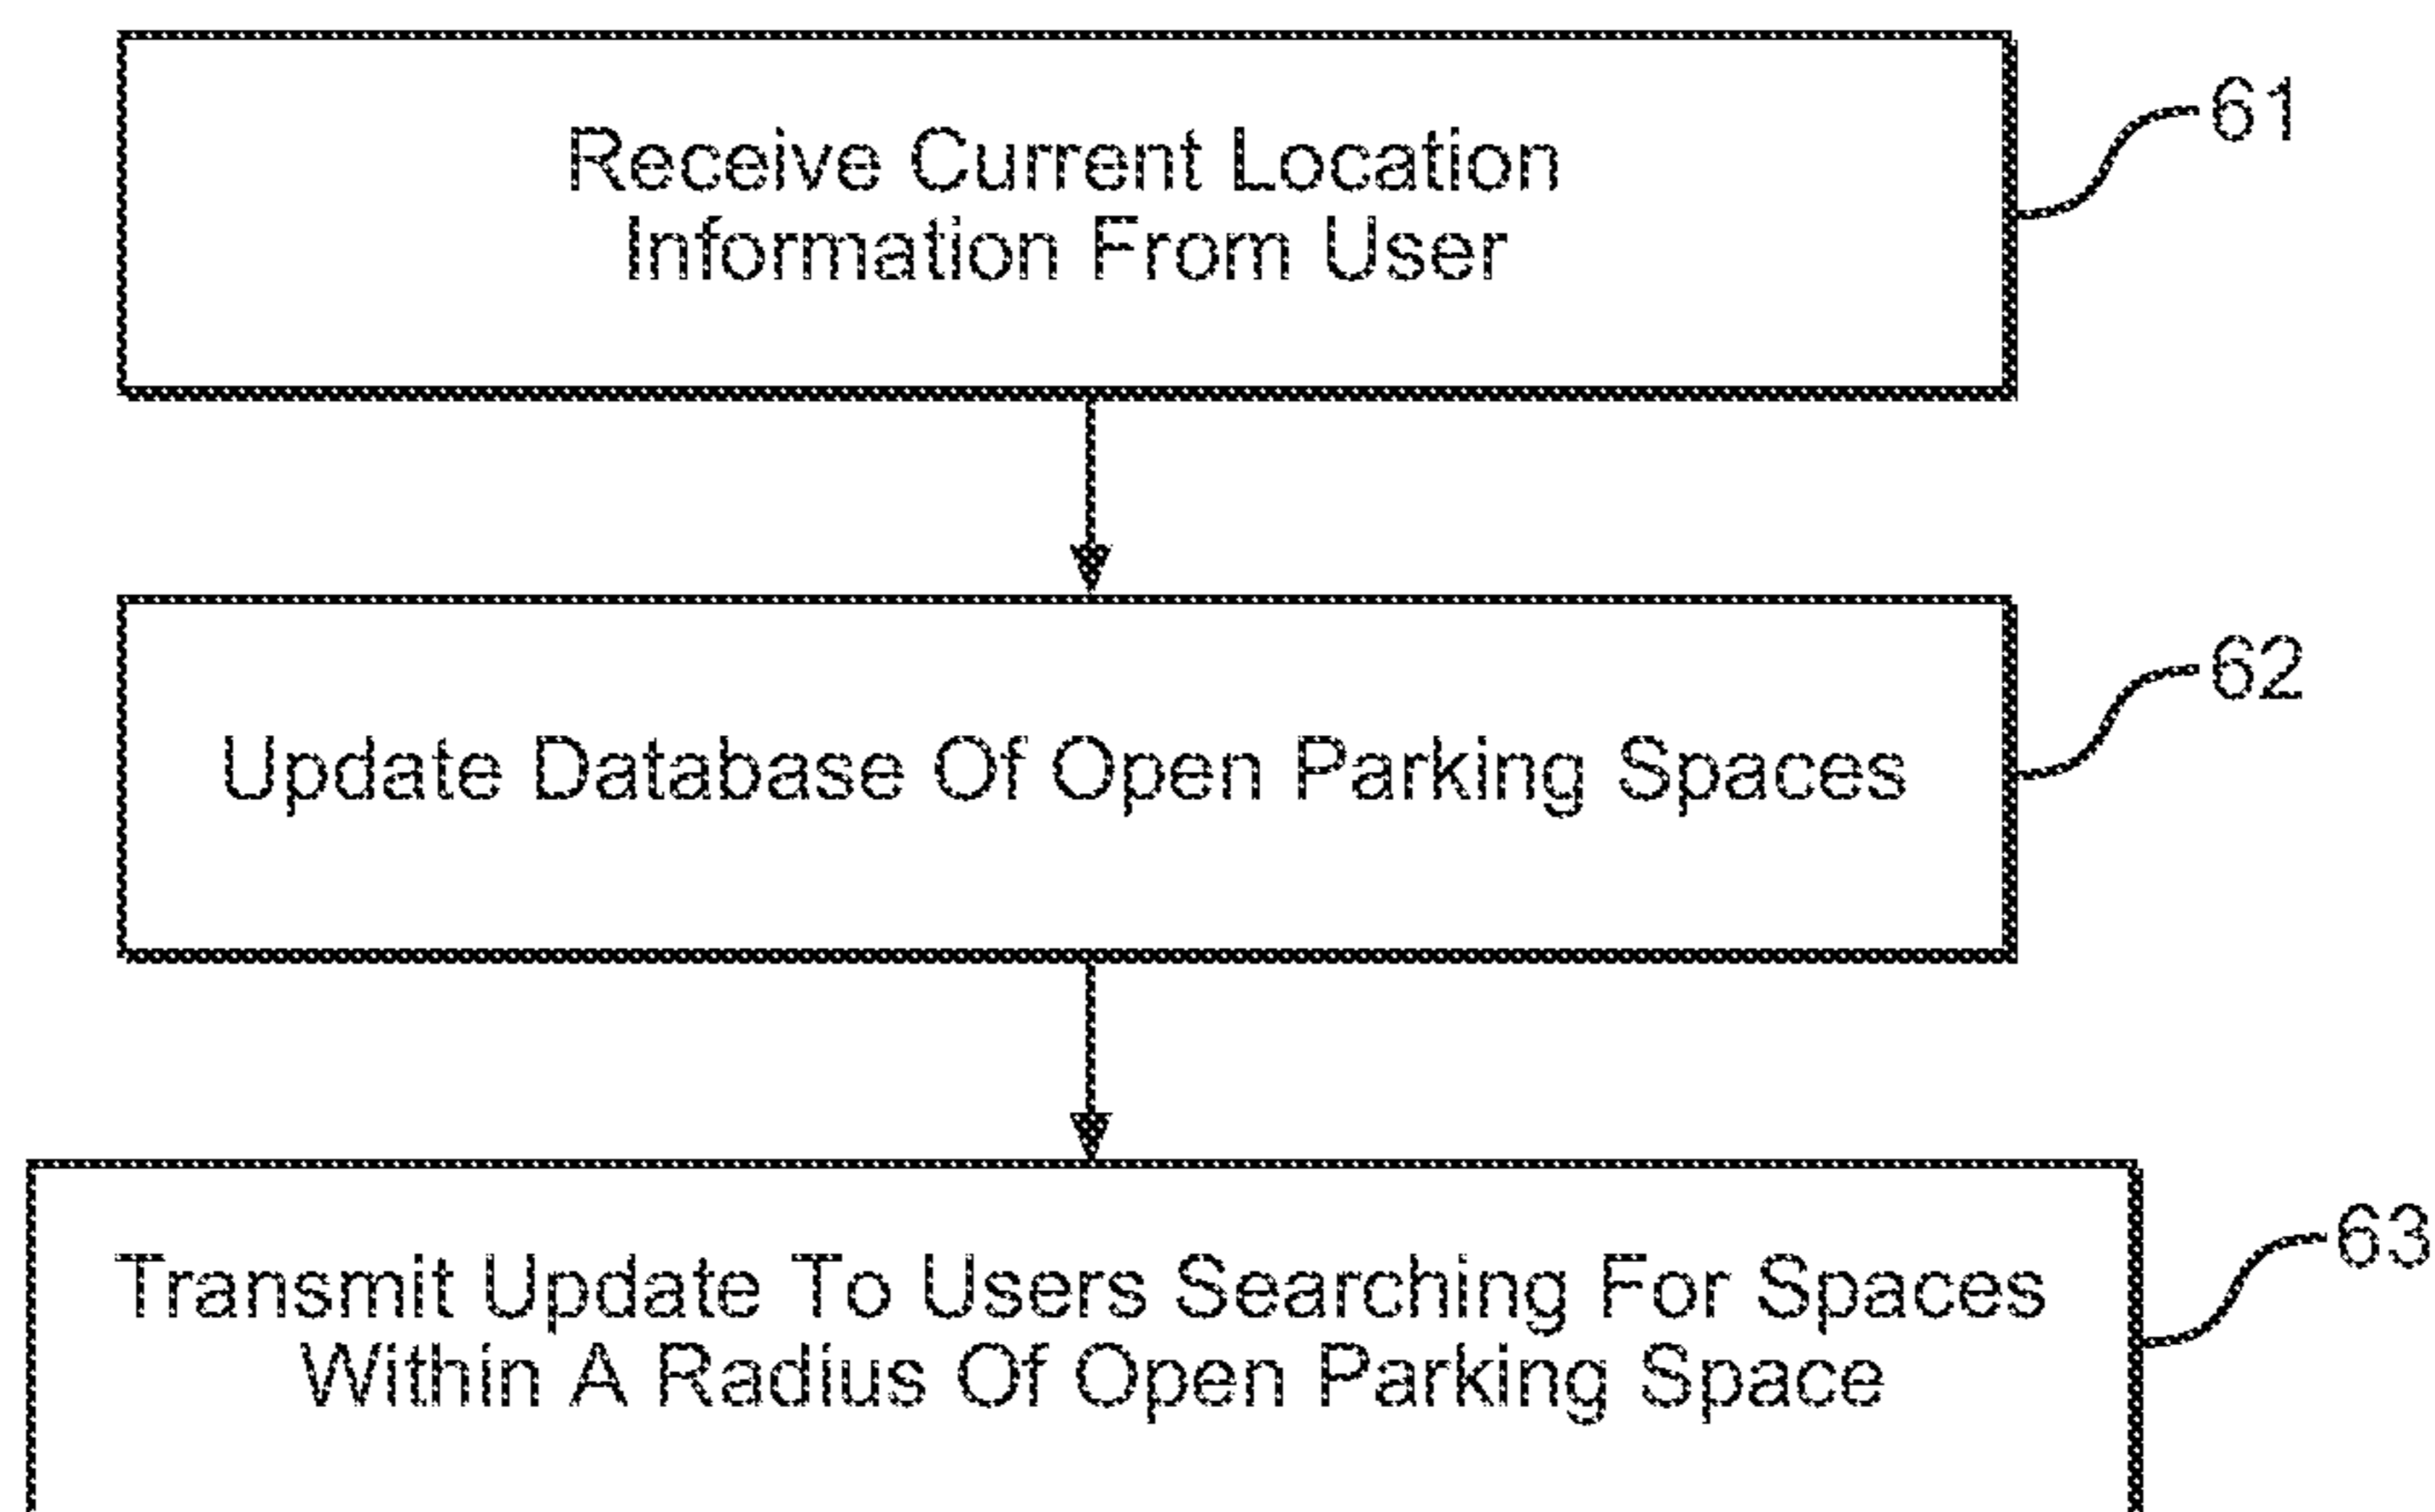 Receive Current Location
Information From User
61
Update Database Of Open Parking Spaces
62
Transmit Update To Users Searching For Spaces
Within A Radius Of Open Parking Space
63